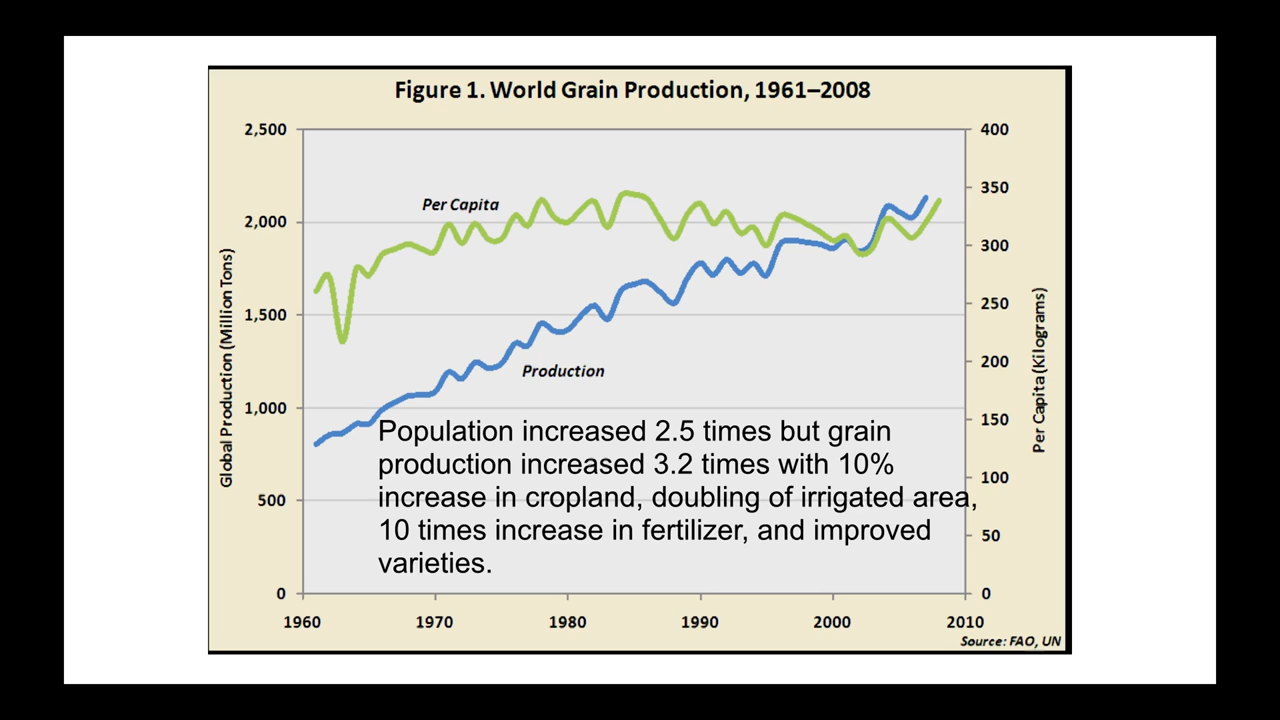 Figure 1. World Grain Production, 1961–2008
2,500
2,000
1,500
1,000
500
0
400
350
300
250
200
150
100
50
0
Global Production (Million Tons)
Per Capita (Kilograms)
Per Capita
Production
Population increased 2.5 times but grain
production increased 3.2 times with 10%
increase in cropland, doubling of irrigated area,
10 times increase in fertilizer, and improved
varieties.
1960 1970 1980 1990 2000 2010
Source: FAO, UN